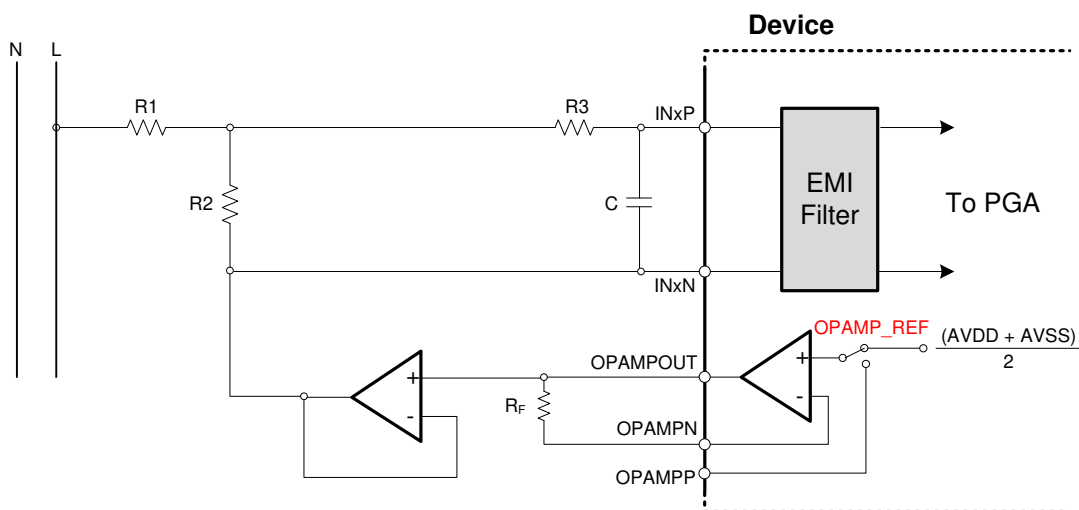 Device
N L
R1
R3
INxP
R2
C
EMI
Filter
To PGA
INxN
OPAMP_REF
(AVDD + AVSS)
2
OPAMPOUT
+
-
+
-
RF
OPAMPN
OPAMPP